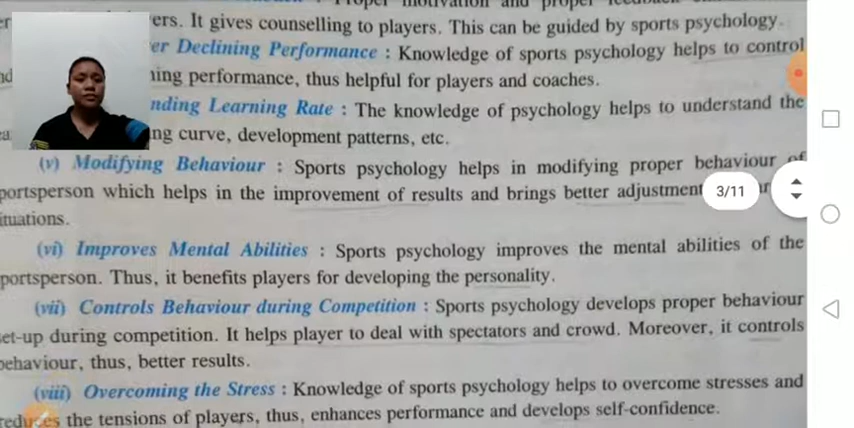 Proper motivation and proper feedback
ers. It gives counselling to players. This can be guided by sports psychology.
er Declining Performance : Knowledge of sports psychology helps to control
ning performance, thus helpful for players and coaches.
nding Learning Rate : The knowledge of psychology helps to understand the
ng curve, development patterns, etc.
(v) Modifying Behaviour : Sports psychology helps in modifying proper behaviour of
portsperson which helps in the improvement of results and brings better adjustment
3/11
ituations.
(vi) Improves Mental Abilities : Sports psychology improves the mental abilities of the
portsperson. Thus, it benefits players for developing the personality.
(vii) Controls Behaviour during Competition : Sports psychology develops proper behaviour
et-up during competition. It helps player to deal with spectators and crowd. Moreover, it controls
behaviour, thus, better results.
(viii) Overcoming the Stress : Knowledge of sports psychology helps to overcome stresses and
reduces the tensions of players, thus, enhances performance and develops self-confidence.